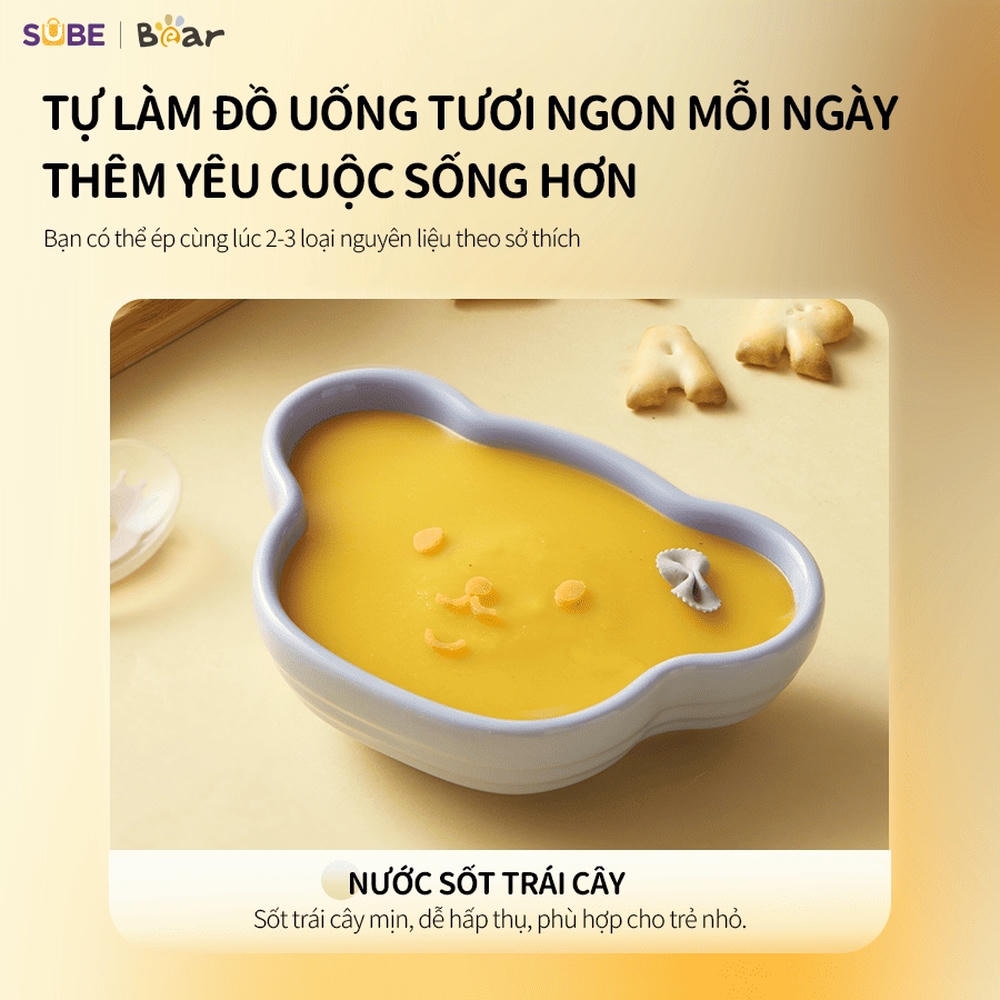 SUBE | Bear
TỰ LÀM ĐỒ UỐNG TƯƠI NGON MỖI NGÀY
THÊM YÊU CUỘC SỐNG HƠN
Bạn có thể ép cùng lúc 2-3 loại nguyên liệu theo sở thích
A
NƯỚC SỐT TRÁI CÂY
Sốt trái cây mịn, dễ hấp thụ, phù hợp cho trẻ nhỏ.